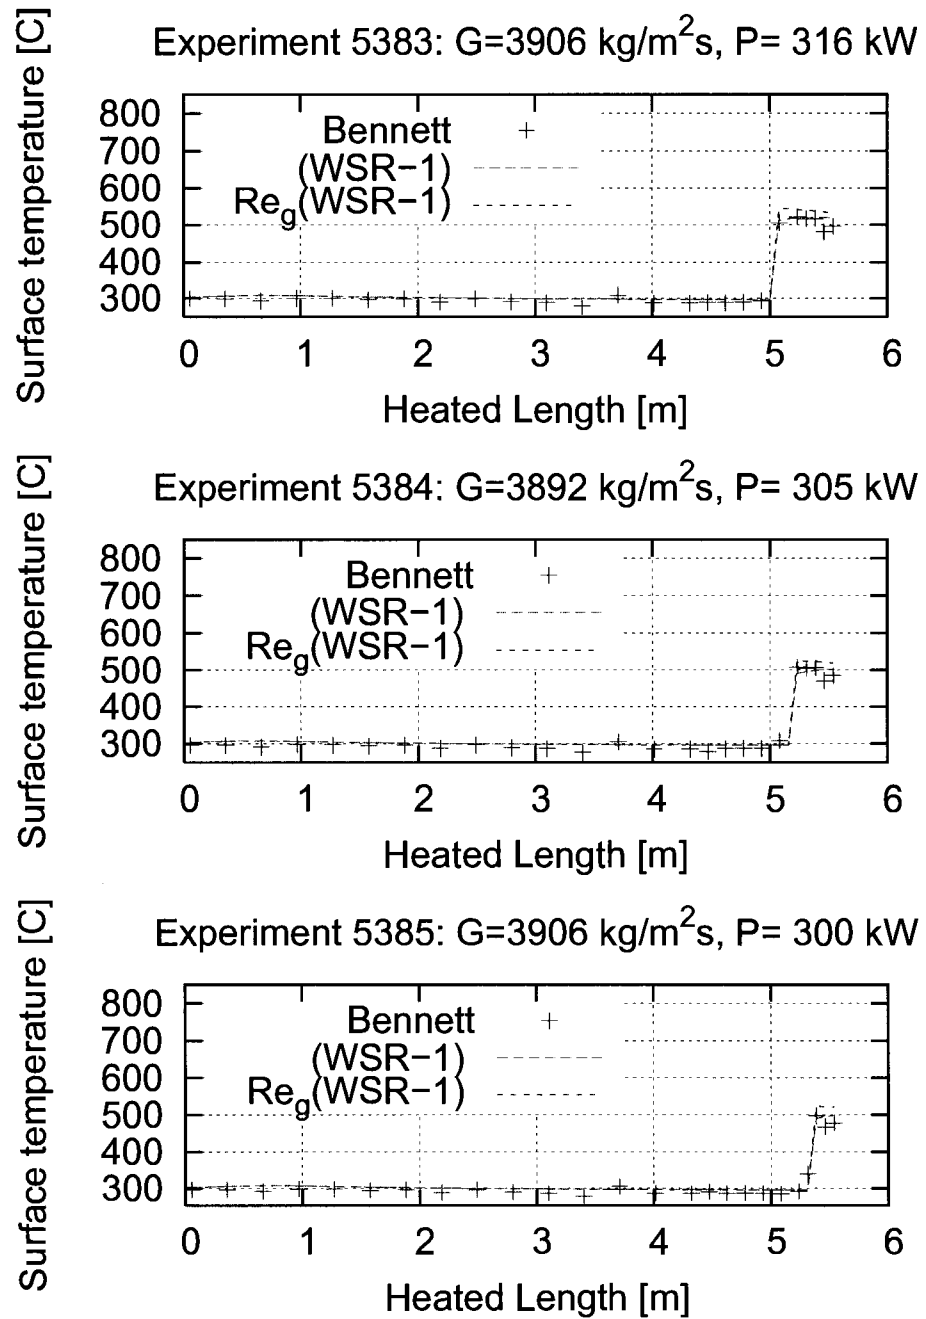 Experiment 5383: G=3906 kg/m²s, P= 316 kW
Surface temperature [C]
800
700
600
500
400
300
Bennett
(WSR−1)
Reg(WSR−1)
0 1 2 3 4 5 6
Heated Length [m]
Experiment 5384: G=3892 kg/m²s, P= 305 kW
Surface temperature [C]
800
700
600
500
400
300
Bennett
(WSR−1)
Reg(WSR−1)
0 1 2 3 4 5 6
Heated Length [m]
Experiment 5385: G=3906 kg/m²s, P= 300 kW
Surface temperature [C]
800
700
600
500
400
300
Bennett
(WSR−1)
Reg(WSR−1)
0 1 2 3 4 5 6
Heated Length [m]